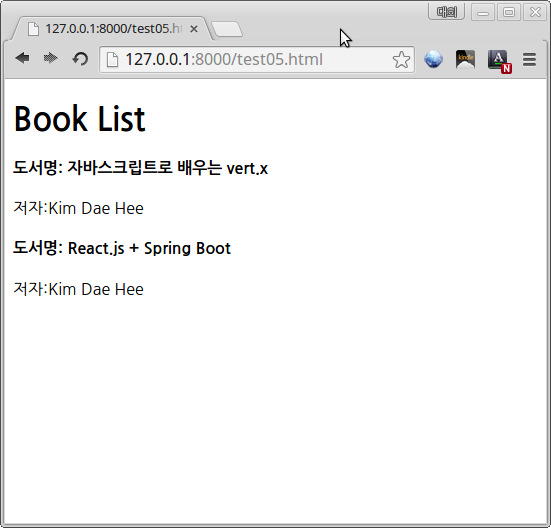 대희
127.0.0.1:8000/test05.ht
127.0.0.1:8000/test05.html
kindle
A
N
Book List
도서명: 자바스크립트로 배우는 vert.x
저자:Kim Dae Hee
도서명: React.js + Spring Boot
저자:Kim Dae Hee